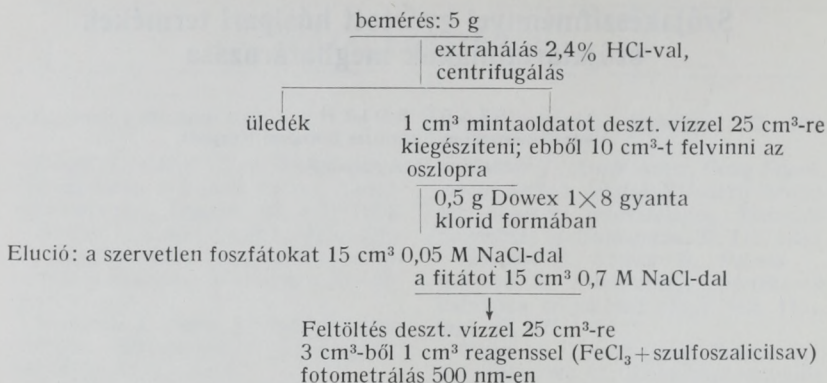 bemérés: 5 g
extrahálás 2,4% HCl-val,
centrifugálás
üledék
1 cm³ mintaoldatot deszt. vízzel 25 cm³-re
kiegészíteni; ebből 10 cm³-t felvinni az
oszlopra
0,5 g Dowex 1×8 gyanta
klorid formában
Elució: a szervetlen foszfátokat 15 cm³ 0,05 M NaCl-dal
a fitátot 15 cm³ 0,7 M NaCl-dal
Feltöltés deszt. vízzel 25 cm³-re
3 cm³-ből 1 cm³ reagenssel (FeCl₃+szulfoszalicilsav)
fotometrálás 500 nm-en